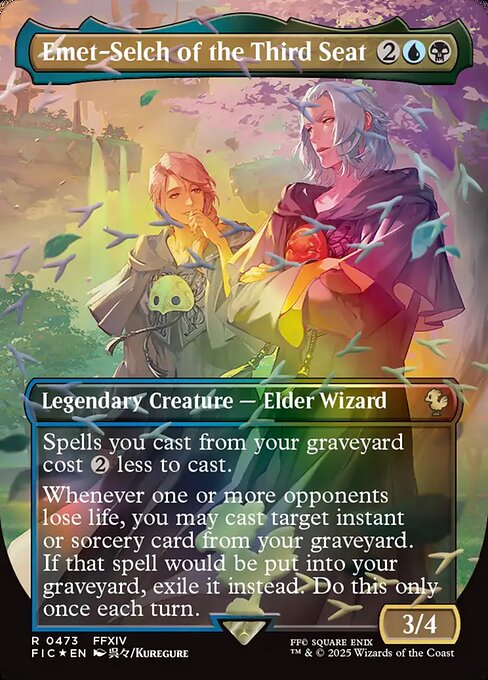 Emet-Selch of the Third Seat 2
Legendary Creature — Elder Wizard
Spells you cast from your graveyard
cost 2 less to cast.
Whenever one or more opponents
lose life, you may cast target instant
or sorcery card from your graveyard.
If that spell would be put into your
graveyard, exile it instead. Do this only
once each turn.
3/4
R 0473 FFXIV
FIC★EN 呉々/Kuregure
FF© SQUARE ENIX
™ & © 2025 Wizards of the Coast